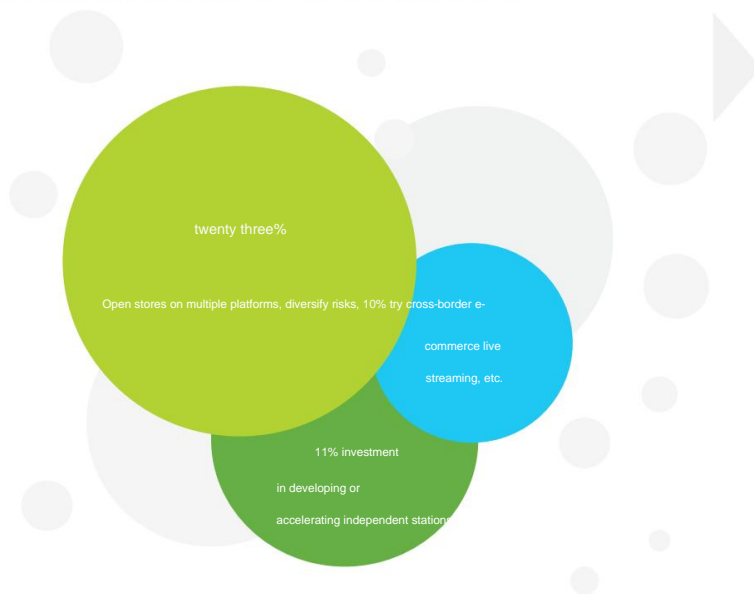 twenty three%
Open stores on multiple platforms, diversify risks, 10% try cross-border e-
commerce live
streaming, etc.
11% investment
in developing or
accelerating independent stations